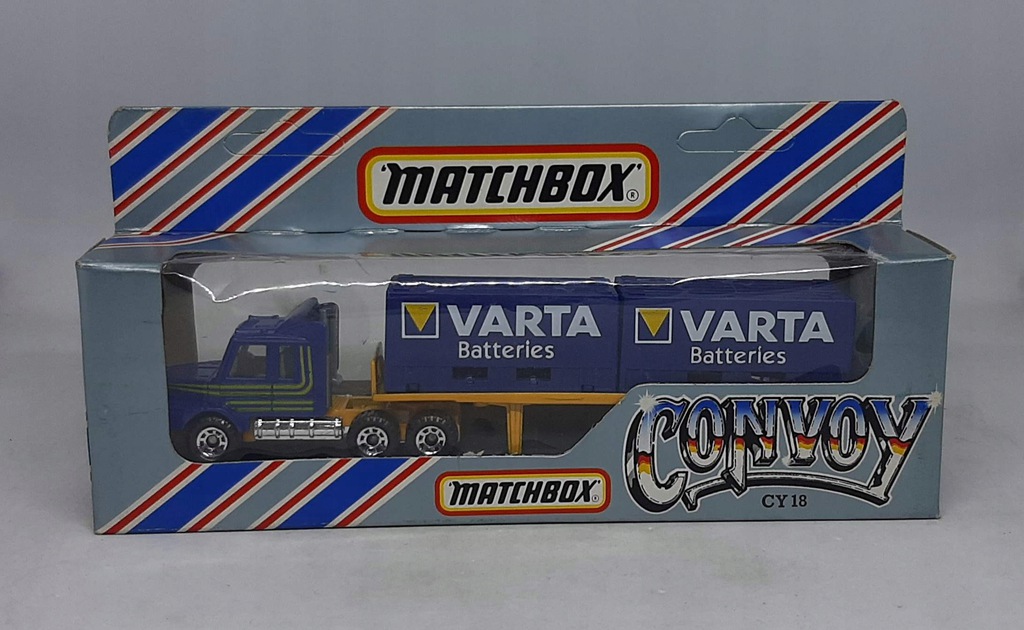 'MATCHBOX'®
VARTA
Batteries
VARTA
Batteries
CONVOY
CY 18
'MATCHBOX'®